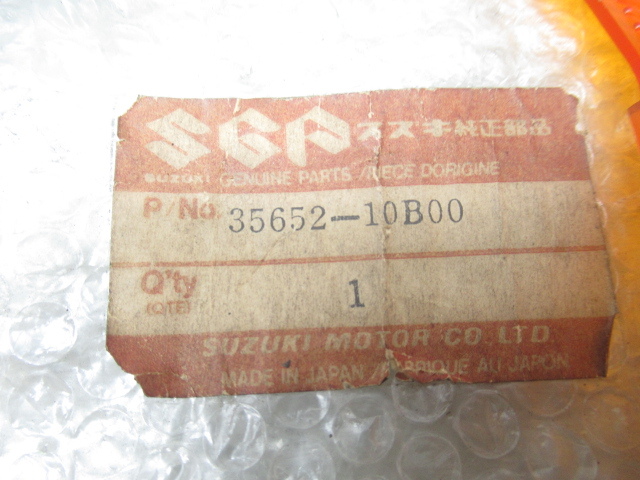 SGP スズキ純正部品
SUZUKI GENUINE PARTS / PIECE DORIGINE
P/No. 35652-10B00
Q'ty 1
(QTE)
SUZUKI MOTOR CO. LTD.
MADE IN JAPAN / FABRIQUE AU JAPON